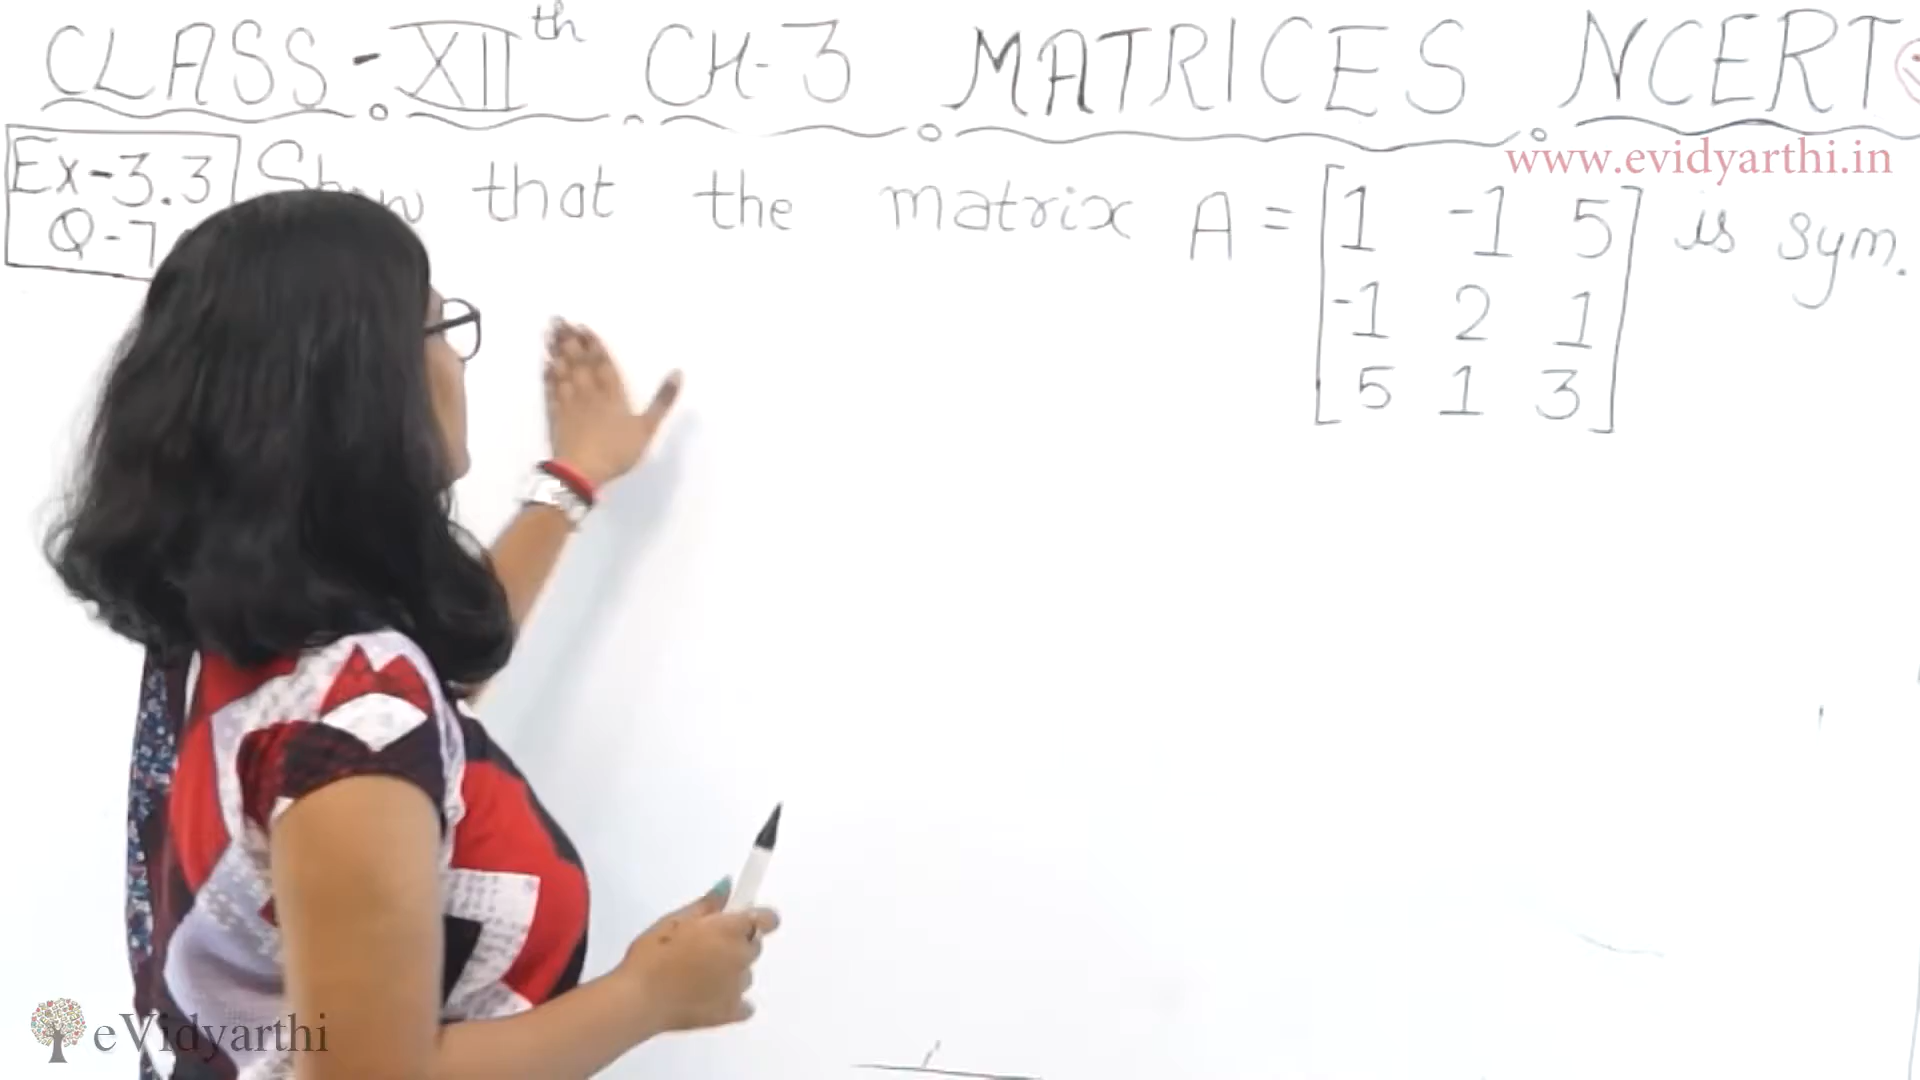 CLASS-XIIth CH-3 MATRICES NCERT
www.evidyarthi.in
Ex-3.3 Show that the matrix A = [1 -1 5] is sym.
Q-7
-1 2 1
5 1 3
eVidyarthi